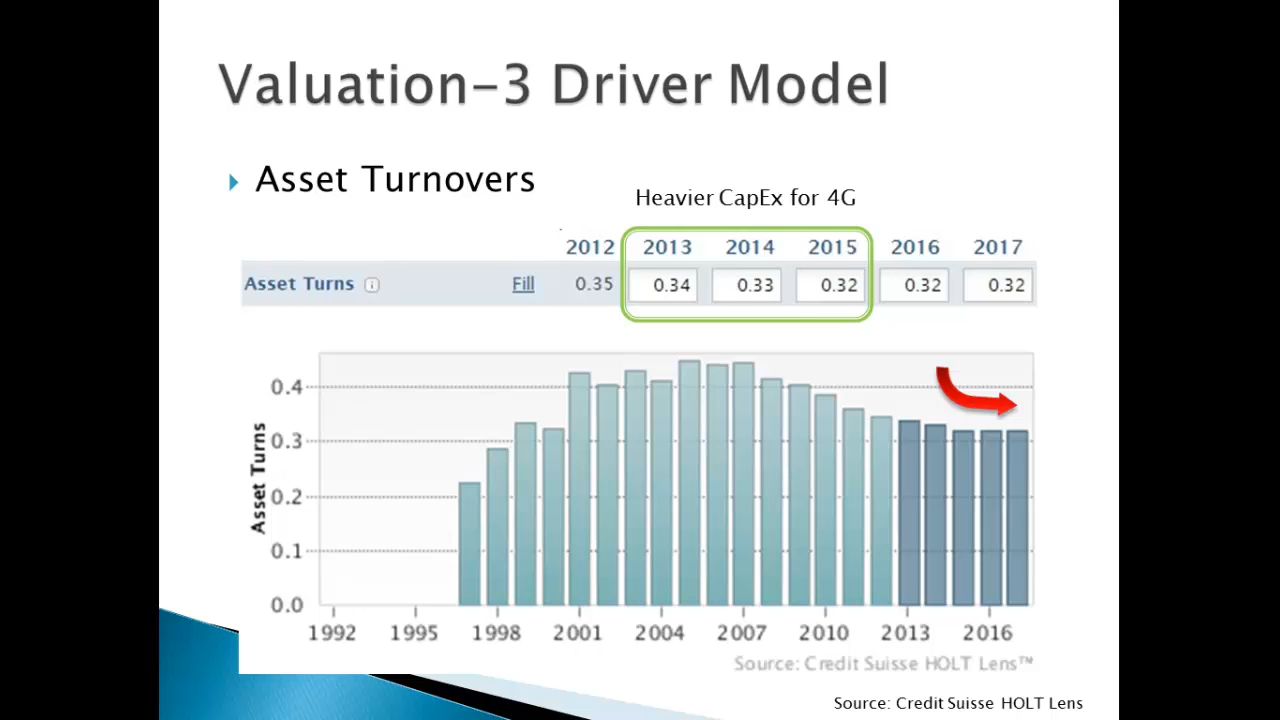 Valuation-3 Driver Model
Asset Turnovers
Heavier CapEx for 4G
2012 2013 2014 2015 2016 2017
Asset Turns i Fill 0.35 0.34 0.33 0.32 0.32 0.32
Asset Turns
0.4
0.3
0.2
0.1
0.0
1992 1995 1998 2001 2004 2007 2010 2013 2016
Source: Credit Suisse HOLT Lens™
Source: Credit Suisse HOLT Lens